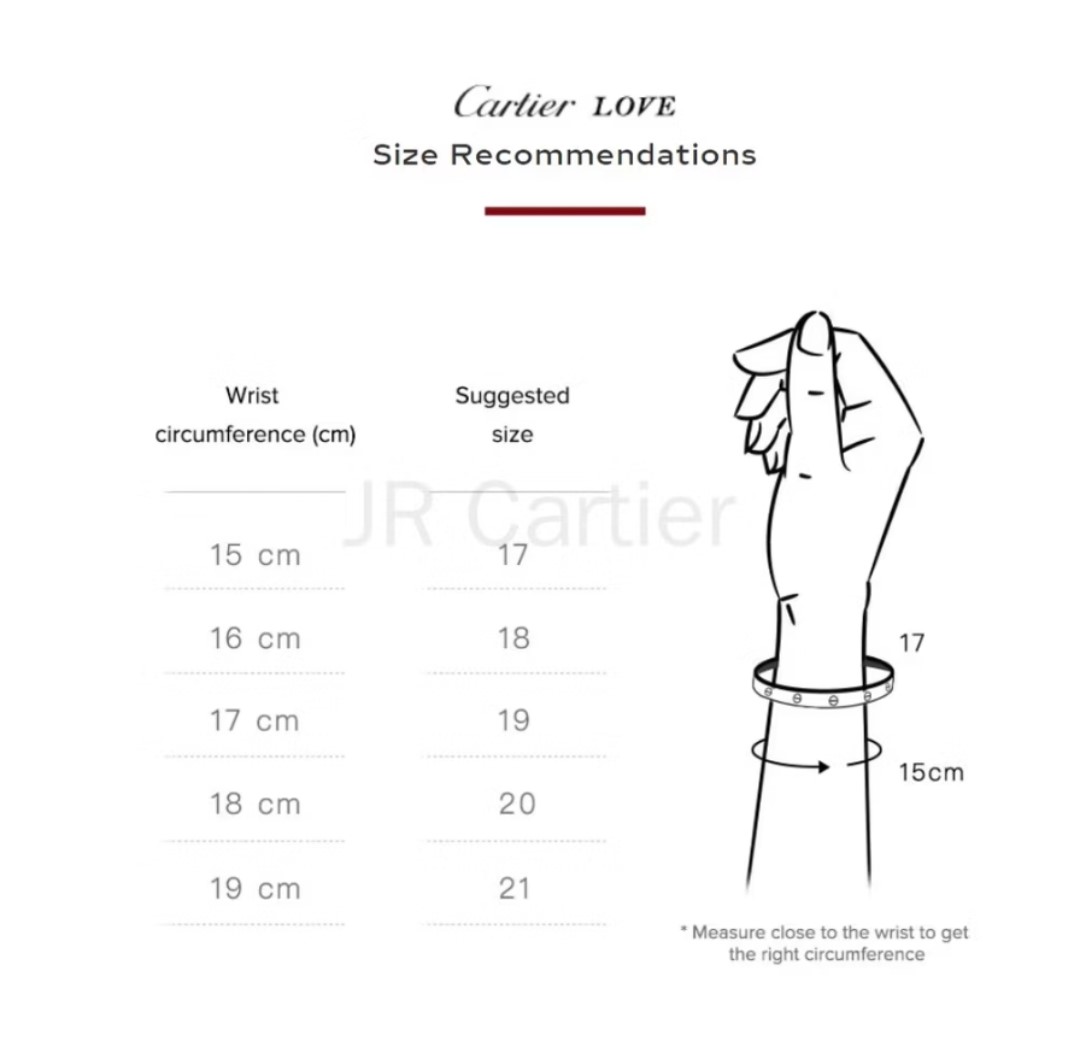 Cartier LOVE
Size Recommendations
Wrist
circumference (cm)
Suggested
size
JR Cartier
15 cm 17
16 cm 18
17 cm 19
18 cm 20
19 cm 21
17
15cm
* Measure close to the wrist to get
the right circumference